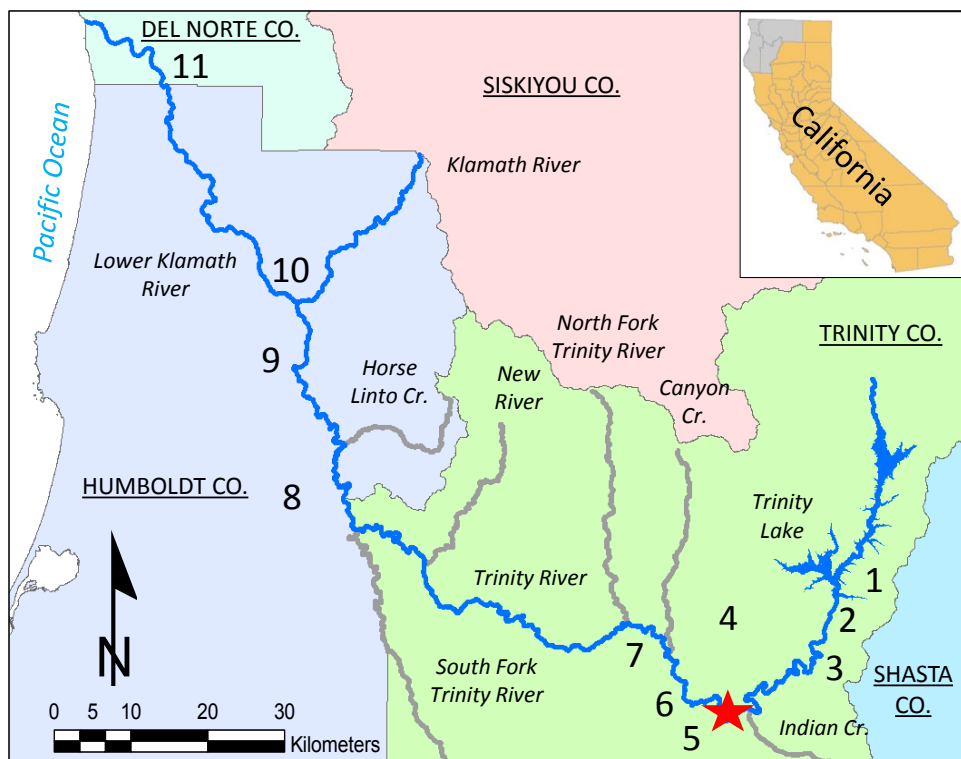 DEL NORTE CO.
11
SISKIYOU CO.
California
Klamath River
Pacific Ocean
Lower Klamath
River
10
9
North Fork
Trinity River
TRINITY CO.
Horse
Linto Cr.
New
River
Canyon
Cr.
HUMBOLDT CO.
8
Trinity
Lake
1
Trinity River
4
2
7
3
South Fork
Trinity River
6
5
SHASTA
CO.
Indian Cr.
N
0 5 10 20 30
Kilometers